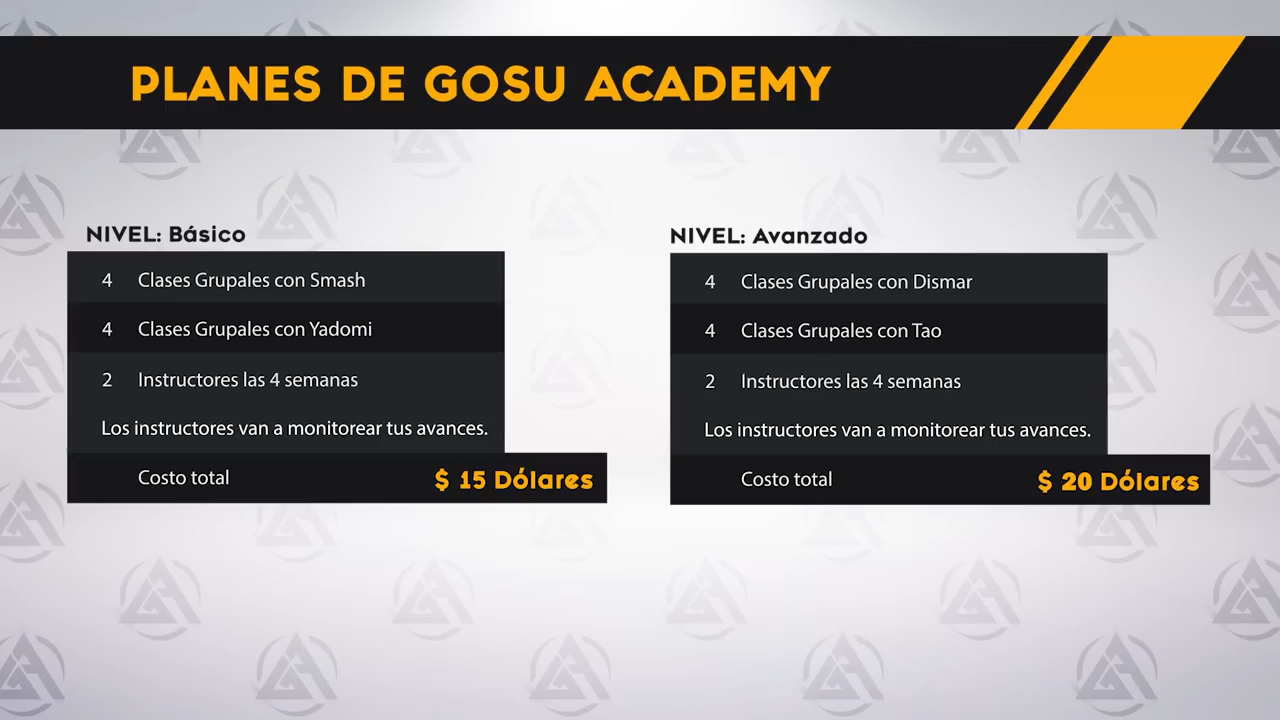 PLANES DE GOSU ACADEMY
NIVEL: Básico
4 Clases Grupales con Smash
4 Clases Grupales con Yadomi
2 Instructores las 4 semanas
Los instructores van a monitorear tus avances.
Costo total $ 15 Dólares
NIVEL: Avanzado
4 Clases Grupales con Dismar
4 Clases Grupales con Tao
2 Instructores las 4 semanas
Los instructores van a monitorear tus avances.
Costo total $ 20 Dólares